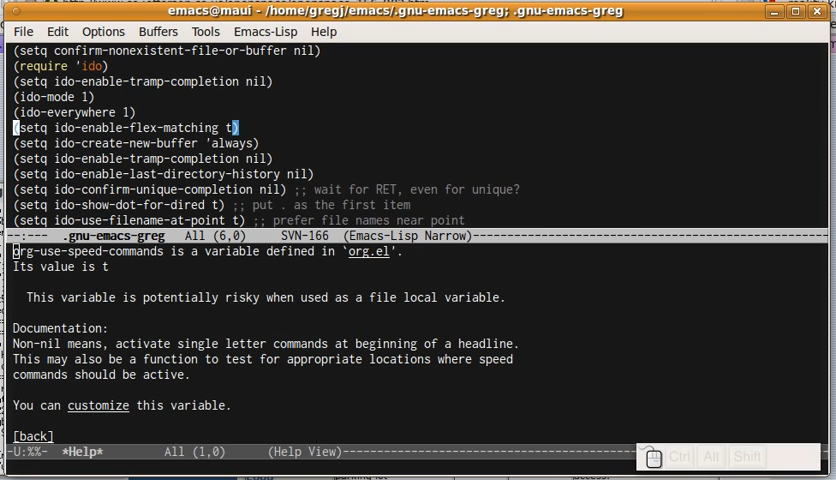 emacs@maui - /home/gregj/emacs/.gnu-emacs-greg; .gnu-emacs-greg
File Edit Options Buffers Tools Emacs-Lisp Help
(setq confirm-nonexistent-file-or-buffer nil)
(require 'ido)
(setq ido-enable-tramp-completion nil)
(ido-mode 1)
(ido-everywhere 1)
(setq ido-enable-flex-matching t)
(setq ido-create-new-buffer 'always)
(setq ido-enable-tramp-completion nil)
(setq ido-enable-last-directory-history nil)
(setq ido-confirm-unique-completion nil) ;; wait for RET, even for unique?
(setq ido-show-dot-for-dired t) ;; put . as the first item
(setq ido-use-filename-at-point t) ;; prefer file names near point
--:--- .gnu-emacs-greg All (6,0) SVN-166 (Emacs-Lisp Narrow)
org-use-speed-commands is a variable defined in `org.el'.
Its value is t
This variable is potentially risky when used as a file local variable.
Documentation:
Non-nil means, activate single letter commands at beginning of a headline.
This may also be a function to test for appropriate locations where speed
commands should be active.
You can customize this variable.
[back]
-U:%%- *Help* All (1,0) (Help View)
Ctrl Alt Shift